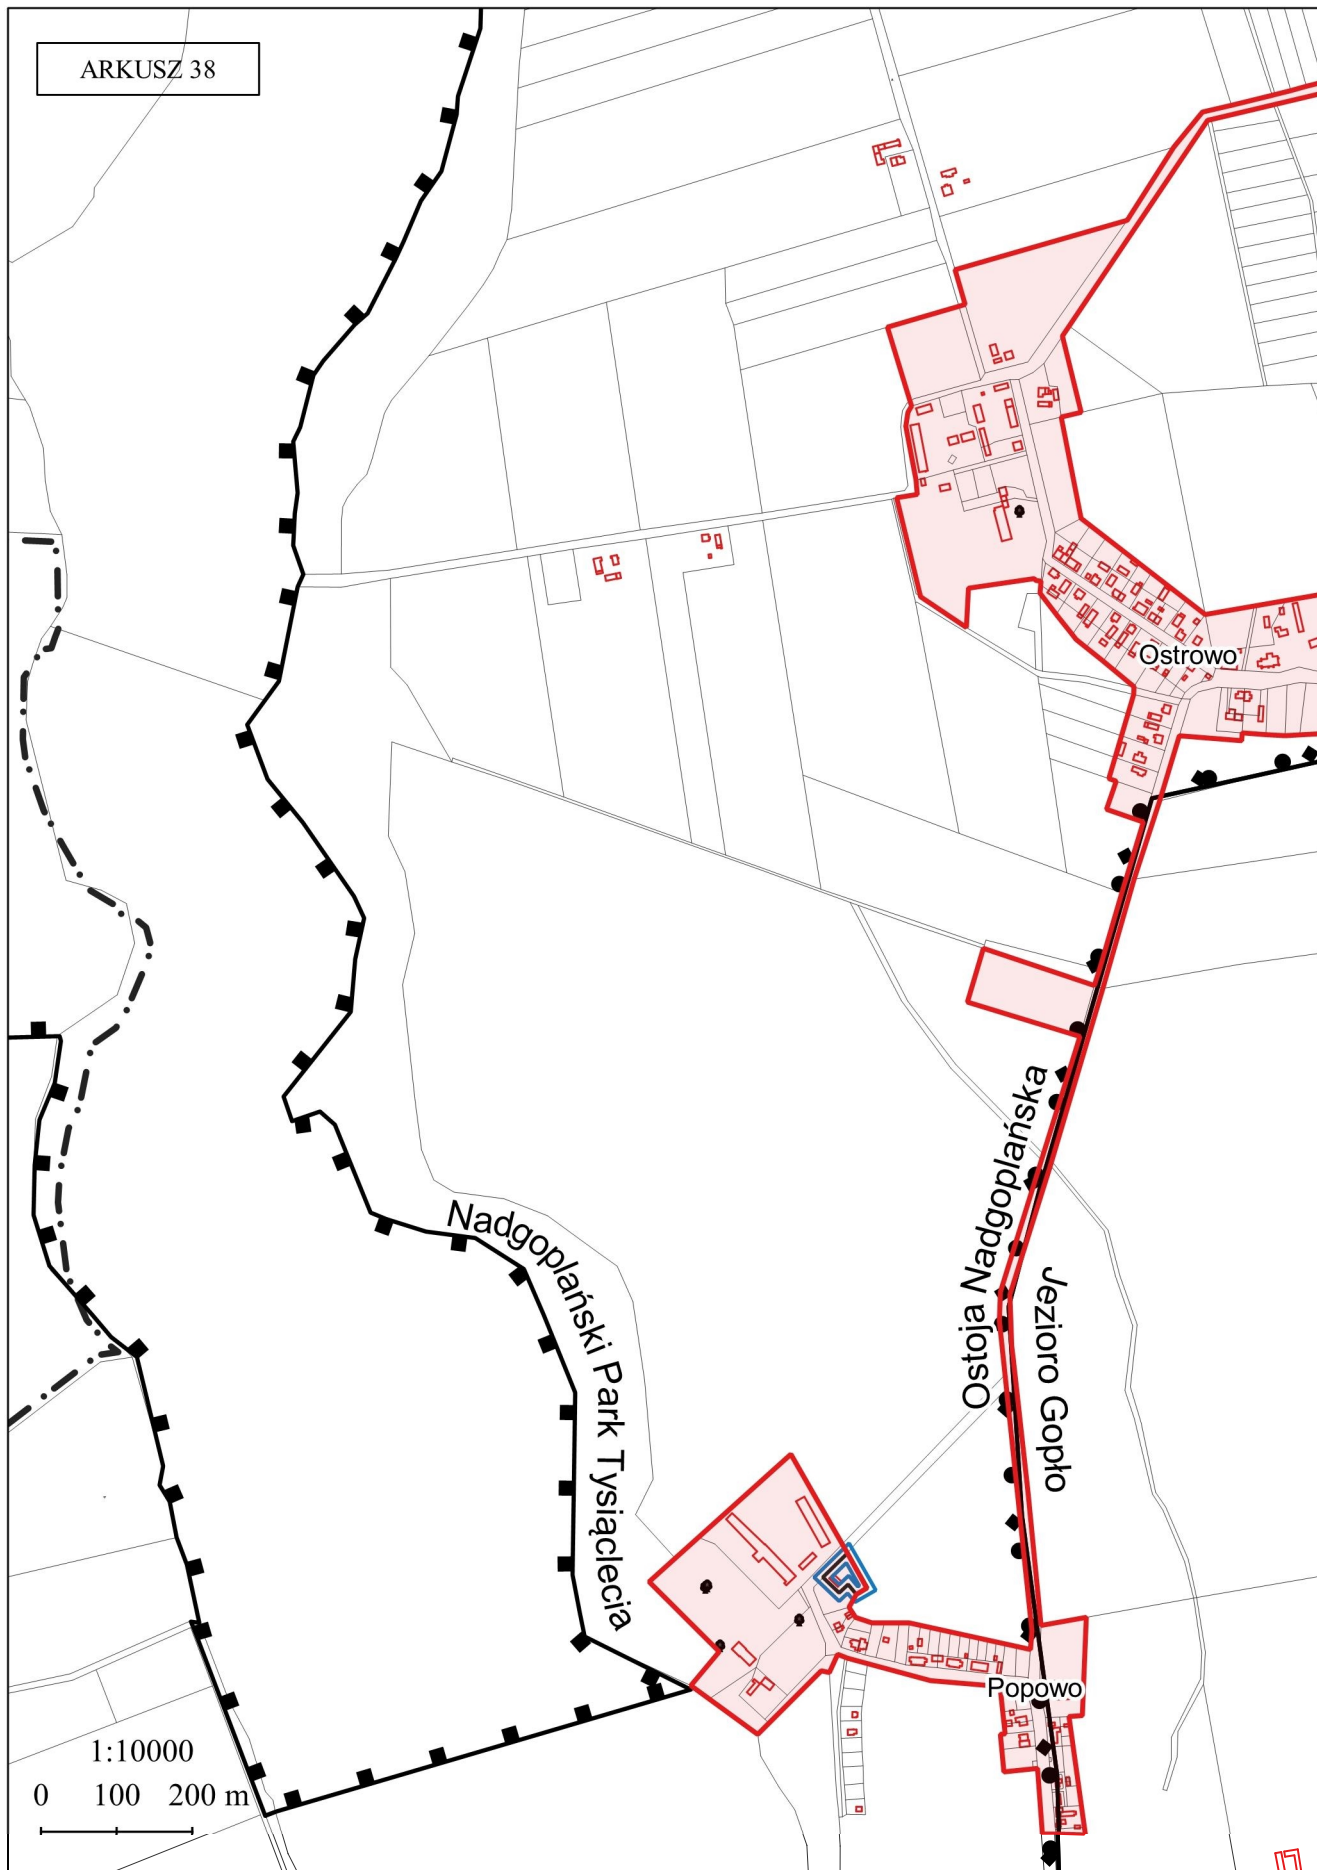 ARKUSZ 38
Ostrowo
Ostoja Nadgoplańska
Jezioro Gopło
Nadgoplański Park Tysiąclecia
Popowo
1:10000
0 100 200 m